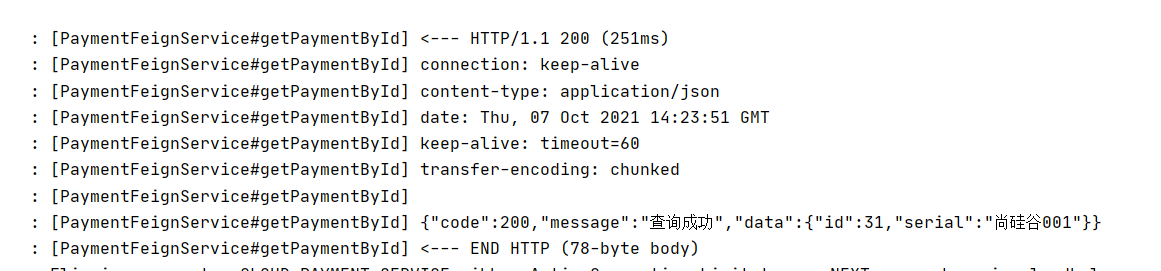 : [PaymentFeignService#getPaymentById] <--- HTTP/1.1 200 (251ms)
: [PaymentFeignService#getPaymentById] connection: keep-alive
: [PaymentFeignService#getPaymentById] content-type: application/json
: [PaymentFeignService#getPaymentById] date: Thu, 07 Oct 2021 14:23:51 GMT
: [PaymentFeignService#getPaymentById] keep-alive: timeout=60
: [PaymentFeignService#getPaymentById] transfer-encoding: chunked
: [PaymentFeignService#getPaymentById]
: [PaymentFeignService#getPaymentById] {"code":200,"message":"查询成功","data":{"id":31,"serial":"尚硅谷001"}}
: [PaymentFeignService#getPaymentById] <--- END HTTP (78-byte body)